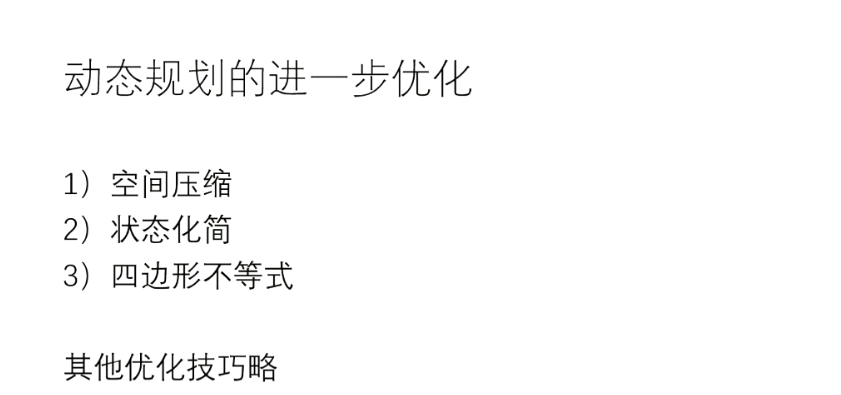 动态规划的进一步优化
1）空间压缩
2）状态化简
3）四边形不等式
其他优化技巧略